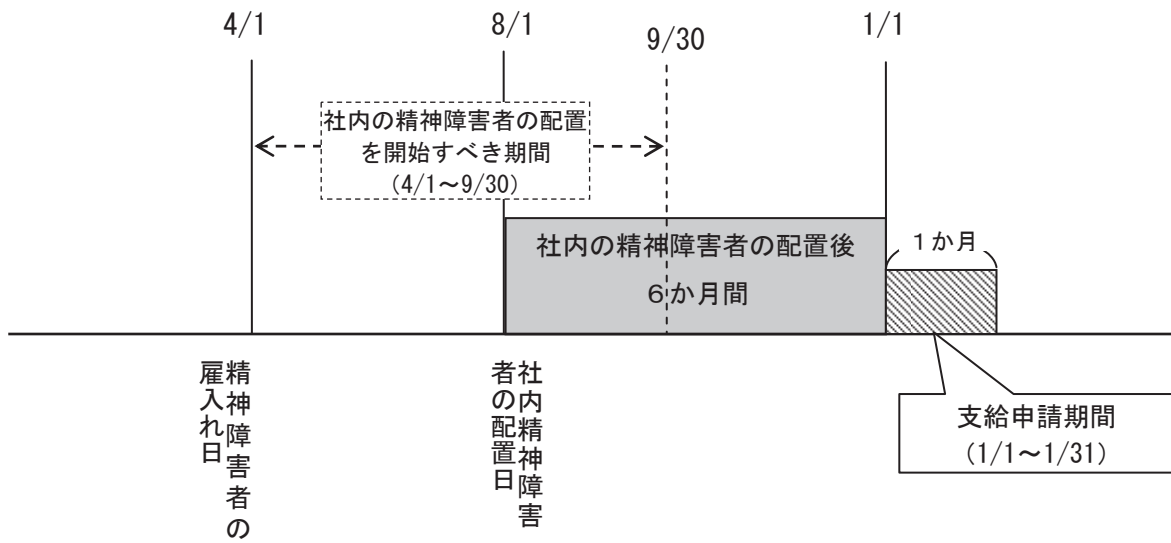 4/1
8/1
9/30
1/1
社内の精神障害者の配置
を開始すべき期間
(4/1～9/30)
社内の精神障害者の配置後
６か月間
１か月
精神障害者の
雇入れ日
社内精神障害
者の配置日
支給申請期間
(1/1～1/31)